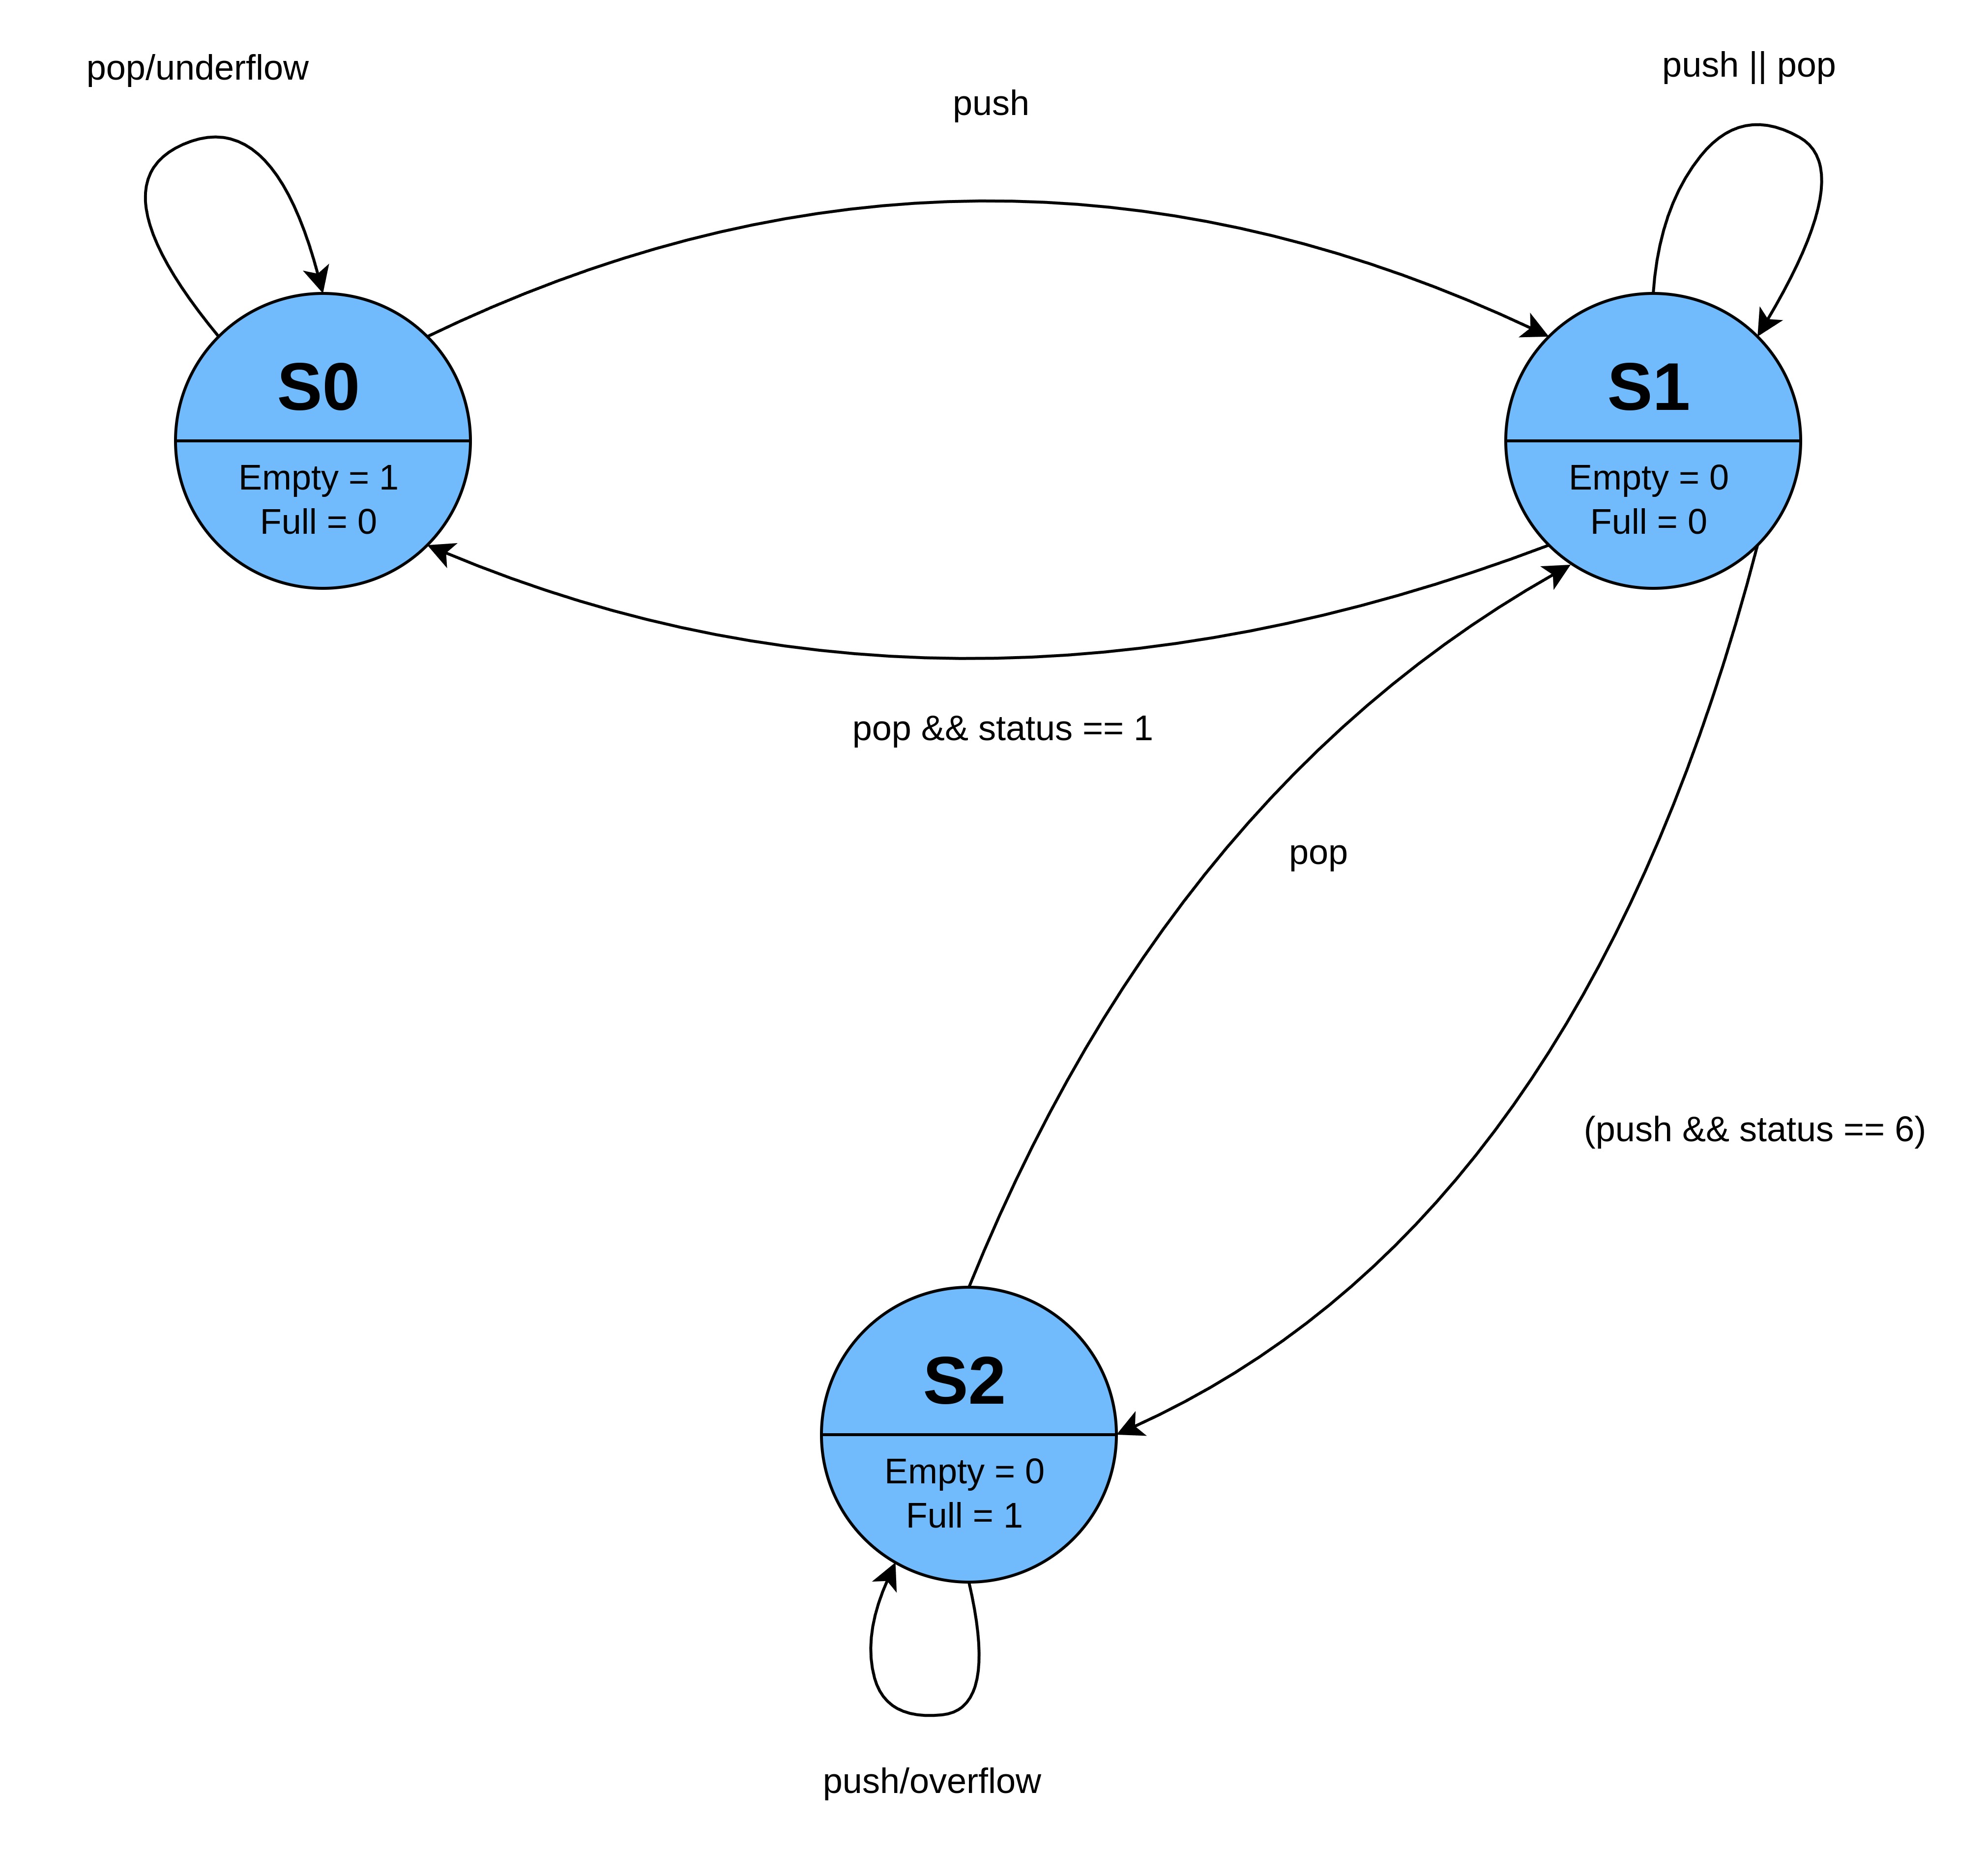 pop/underflow
push || pop
push
S0
Empty = 1
Full = 0
S1
Empty = 0
Full = 0
pop && status == 1
pop
(push && status == 6)
S2
Empty = 0
Full = 1
push/overflow